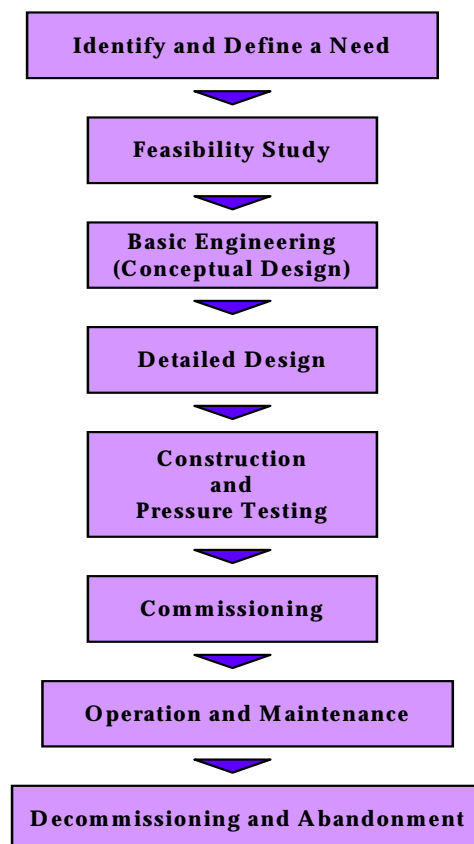 Identify and Define a Need
Feasibility Study
Basic Engineering
(Conceptual Design)
Detailed Design
Construction
and
Pressure Testing
Commissioning
Operation and Maintenance
Decommissioning and Abandonment